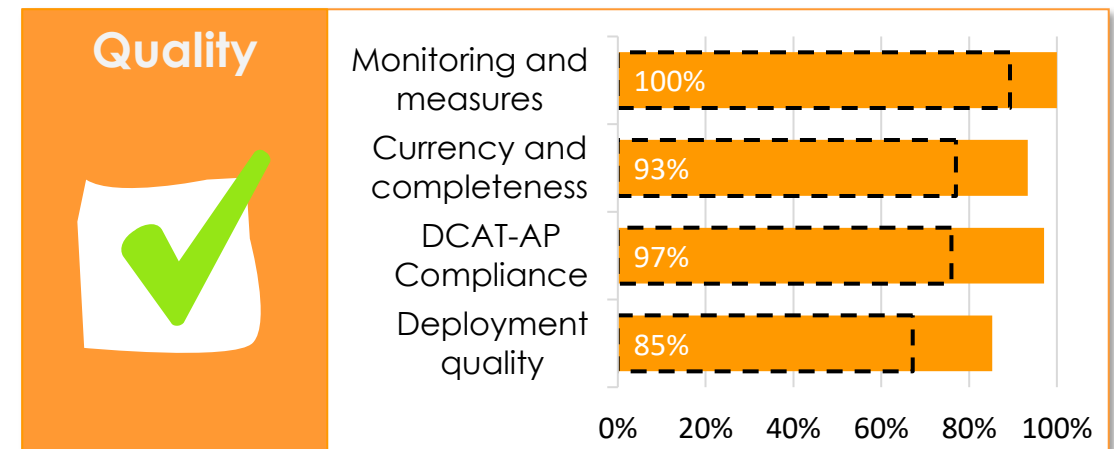 Quality
Monitoring and
measures
100%
Currency and
completeness
93%
DCAT-AP
Compliance
97%
Deployment
quality
85%
0% 20% 40% 60% 80% 100%